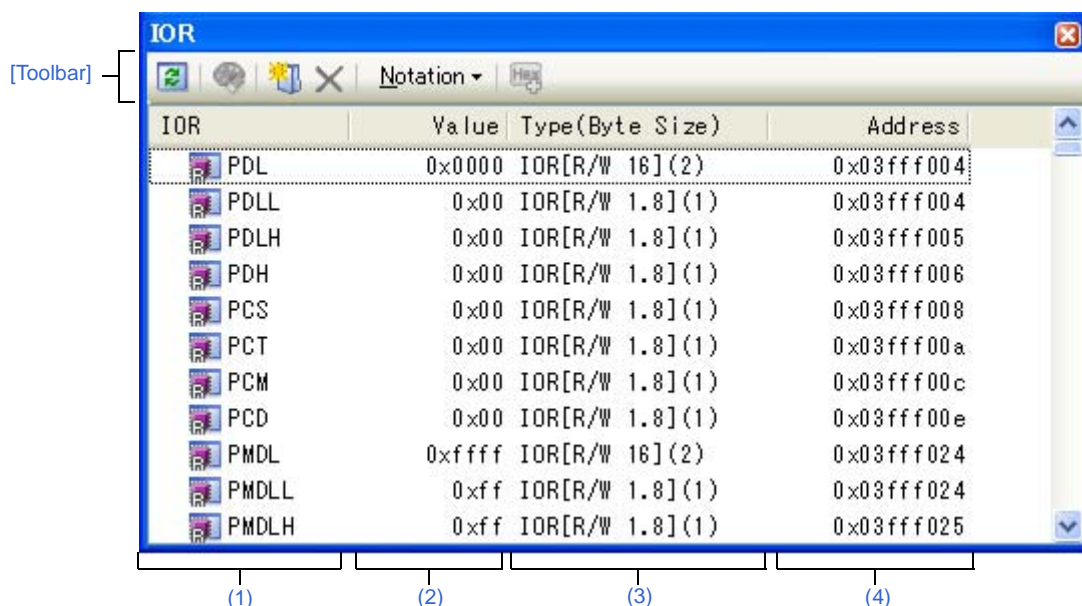 IOR
[Toolbar]
Notation
Hex
IOR Value Type(Byte Size) Address
PDL 0x0000 IOR[R/W 16](2) 0x03fff004
PDLL 0x00 IOR[R/W 1.8](1) 0x03fff004
PDLH 0x00 IOR[R/W 1.8](1) 0x03fff005
PDH 0x00 IOR[R/W 1.8](1) 0x03fff006
PCS 0x00 IOR[R/W 1.8](1) 0x03fff008
PCT 0x00 IOR[R/W 1.8](1) 0x03fff00a
PCM 0x00 IOR[R/W 1.8](1) 0x03fff00c
PCD 0x00 IOR[R/W 1.8](1) 0x03fff00e
PMDL 0xffff IOR[R/W 16](2) 0x03fff024
PMDLL 0xff IOR[R/W 1.8](1) 0x03fff024
PMDLH 0xff IOR[R/W 1.8](1) 0x03fff025
(1) (2) (3) (4)